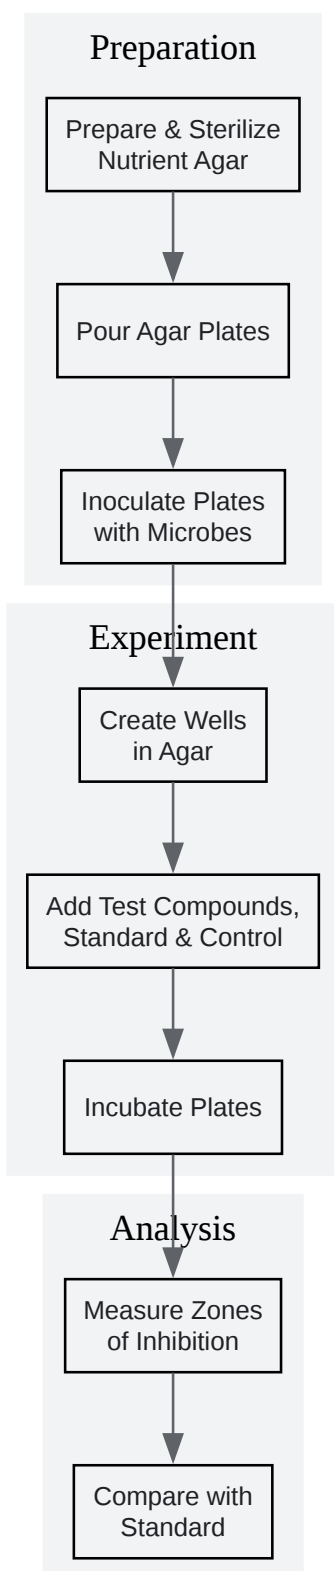 Preparation
Prepare & Sterilize
Nutrient Agar
Pour Agar Plates
Inoculate Plates
with Microbes
Experiment
Create Wells
in Agar
Add Test Compounds,
Standard & Control
Incubate Plates
Analysis
Measure Zones
of Inhibition
Compare with
Standard